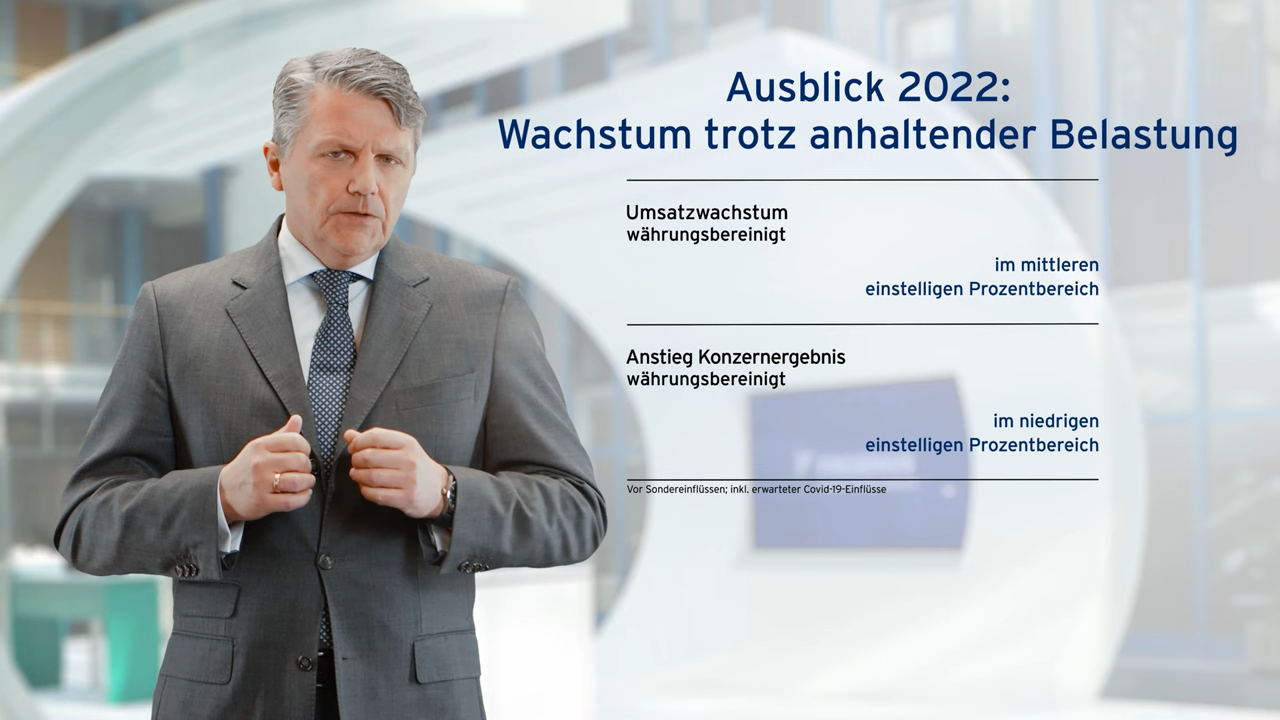 Ausblick 2022:
Wachstum trotz anhaltender Belastung
Umsatzwachstum
währungsbereinigt
im mittleren
einstelligen Prozentbereich
Anstieg Konzernergebnis
währungsbereinigt
im niedrigen
einstelligen Prozentbereich
Vor Sondereinflüssen; inkl. erwarteter Covid-19-Einflüsse